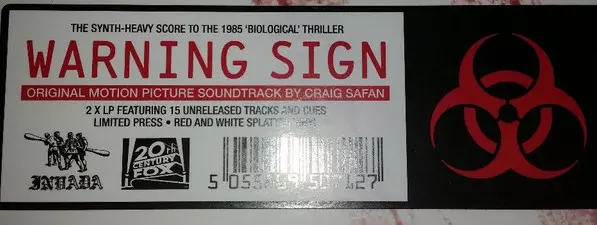 THE SYNTH-HEAVY SCORE TO THE 1985 'BIOLOGICAL' THRILLER
WARNING SIGN
ORIGINAL MOTION PICTURE SOUNDTRACK BY CRAIG SAFAN
2 X LP FEATURING 15 UNRELEASED TRACKS AND CUES
LIMITED PRESS • RED AND WHITE
INVADA
20TH
CENTURY
FOX